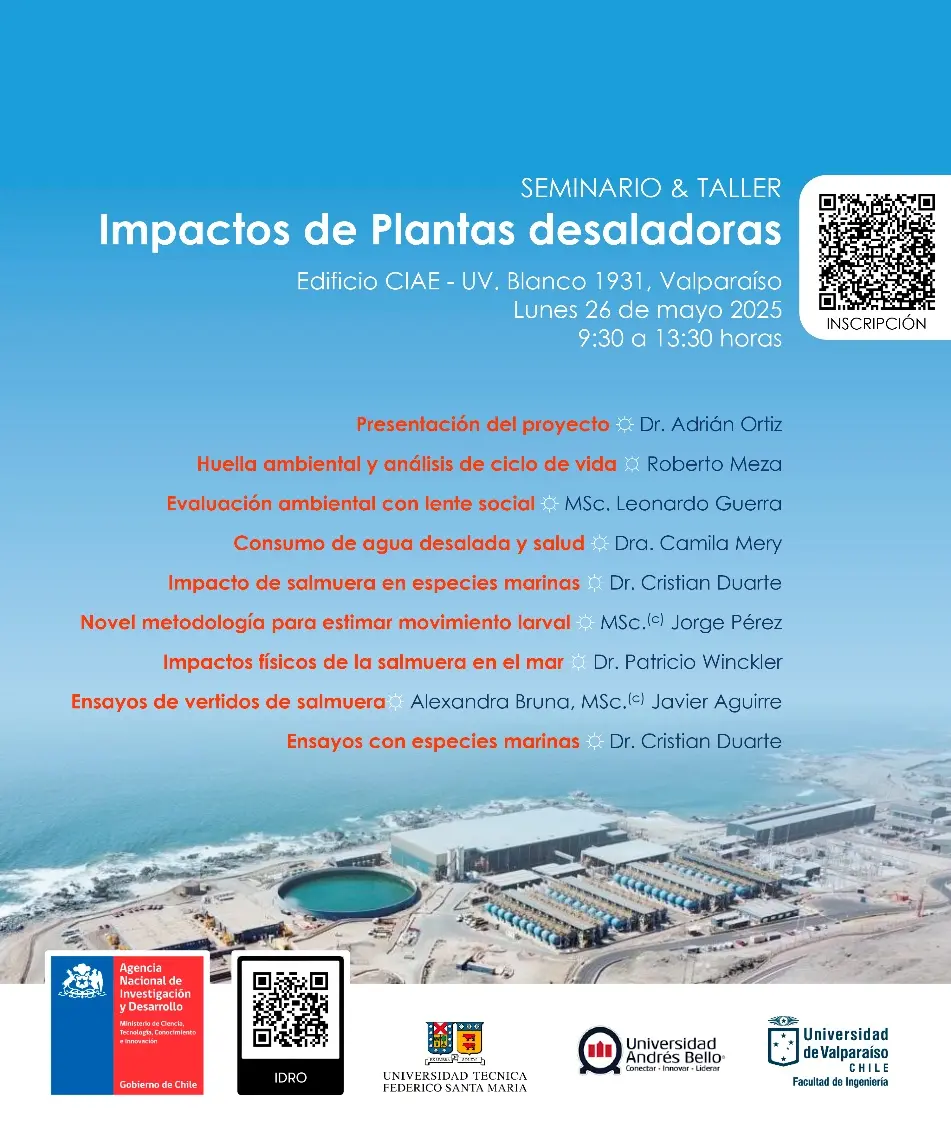 SEMINARIO & TALLER
Impactos de Plantas desaladoras
Edificio CIAE - UV. Blanco 1931, Valparaíso
Lunes 26 de mayo 2025
9:30 a 13:30 horas
INSCRIPCIÓN
Presentación del proyecto ☼ Dr. Adrián Ortiz
Huella ambiental y análisis de ciclo de vida ☼ Roberto Meza
Evaluación ambiental con lente social ☼ MSc. Leonardo Guerra
Consumo de agua desalada y salud ☼ Dra. Camila Mery
Impacto de salmuera en especies marinas ☼ Dr. Cristian Duarte
Novel metodología para estimar movimiento larval ☼ MSc.(c) Jorge Pérez
Impactos físicos de la salmuera en el mar ☼ Dr. Patricio Winckler
Ensayos de vertidos de salmuera☼ Alexandra Bruna, MSc.(c) Javier Aguirre
Ensayos con especies marinas ☼ Dr. Cristian Duarte
Agencia
Nacional de
Investigación
y Desarrollo
Ministerio de Ciencia,
Tecnología, Conocimiento
e Innovación
Gobierno de Chile
IDRO
UNIVERSIDAD TECNICA
FEDERICO SANTA MARIA
Universidad
Andrés Bello®
Conectar · Innovar · Liderar
Universidad
de Valparaíso
CHILE
Facultad de Ingeniería